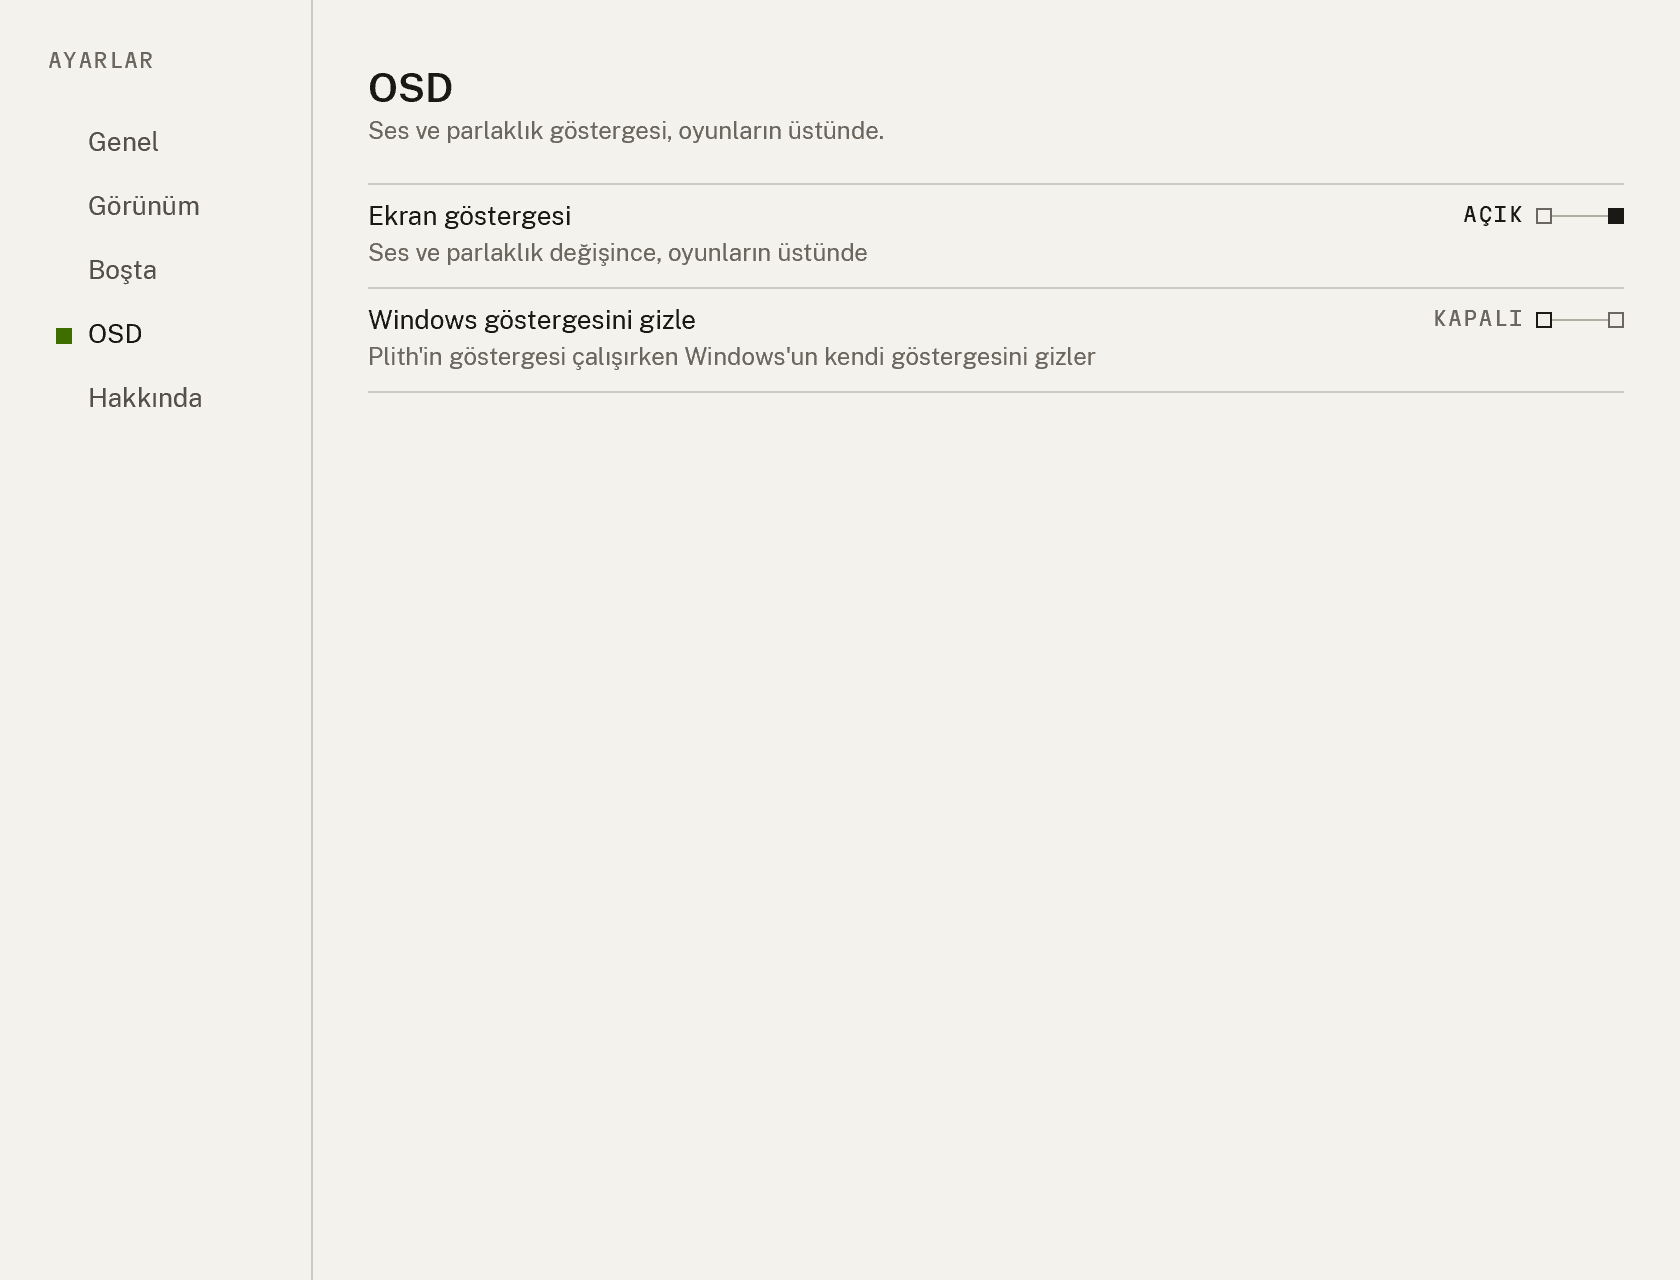 AYARLAR
Genel
Görünüm
Boşta
OSD
Hakkında
OSD
Ses ve parlaklık göstergesi, oyunların üstünde.
Ekran göstergesi
AÇIK
Ses ve parlaklık değişince, oyunların üstünde
Windows göstergesini gizle
KAPALI
Plith'in göstergesi çalışırken Windows'un kendi göstergesini gizler